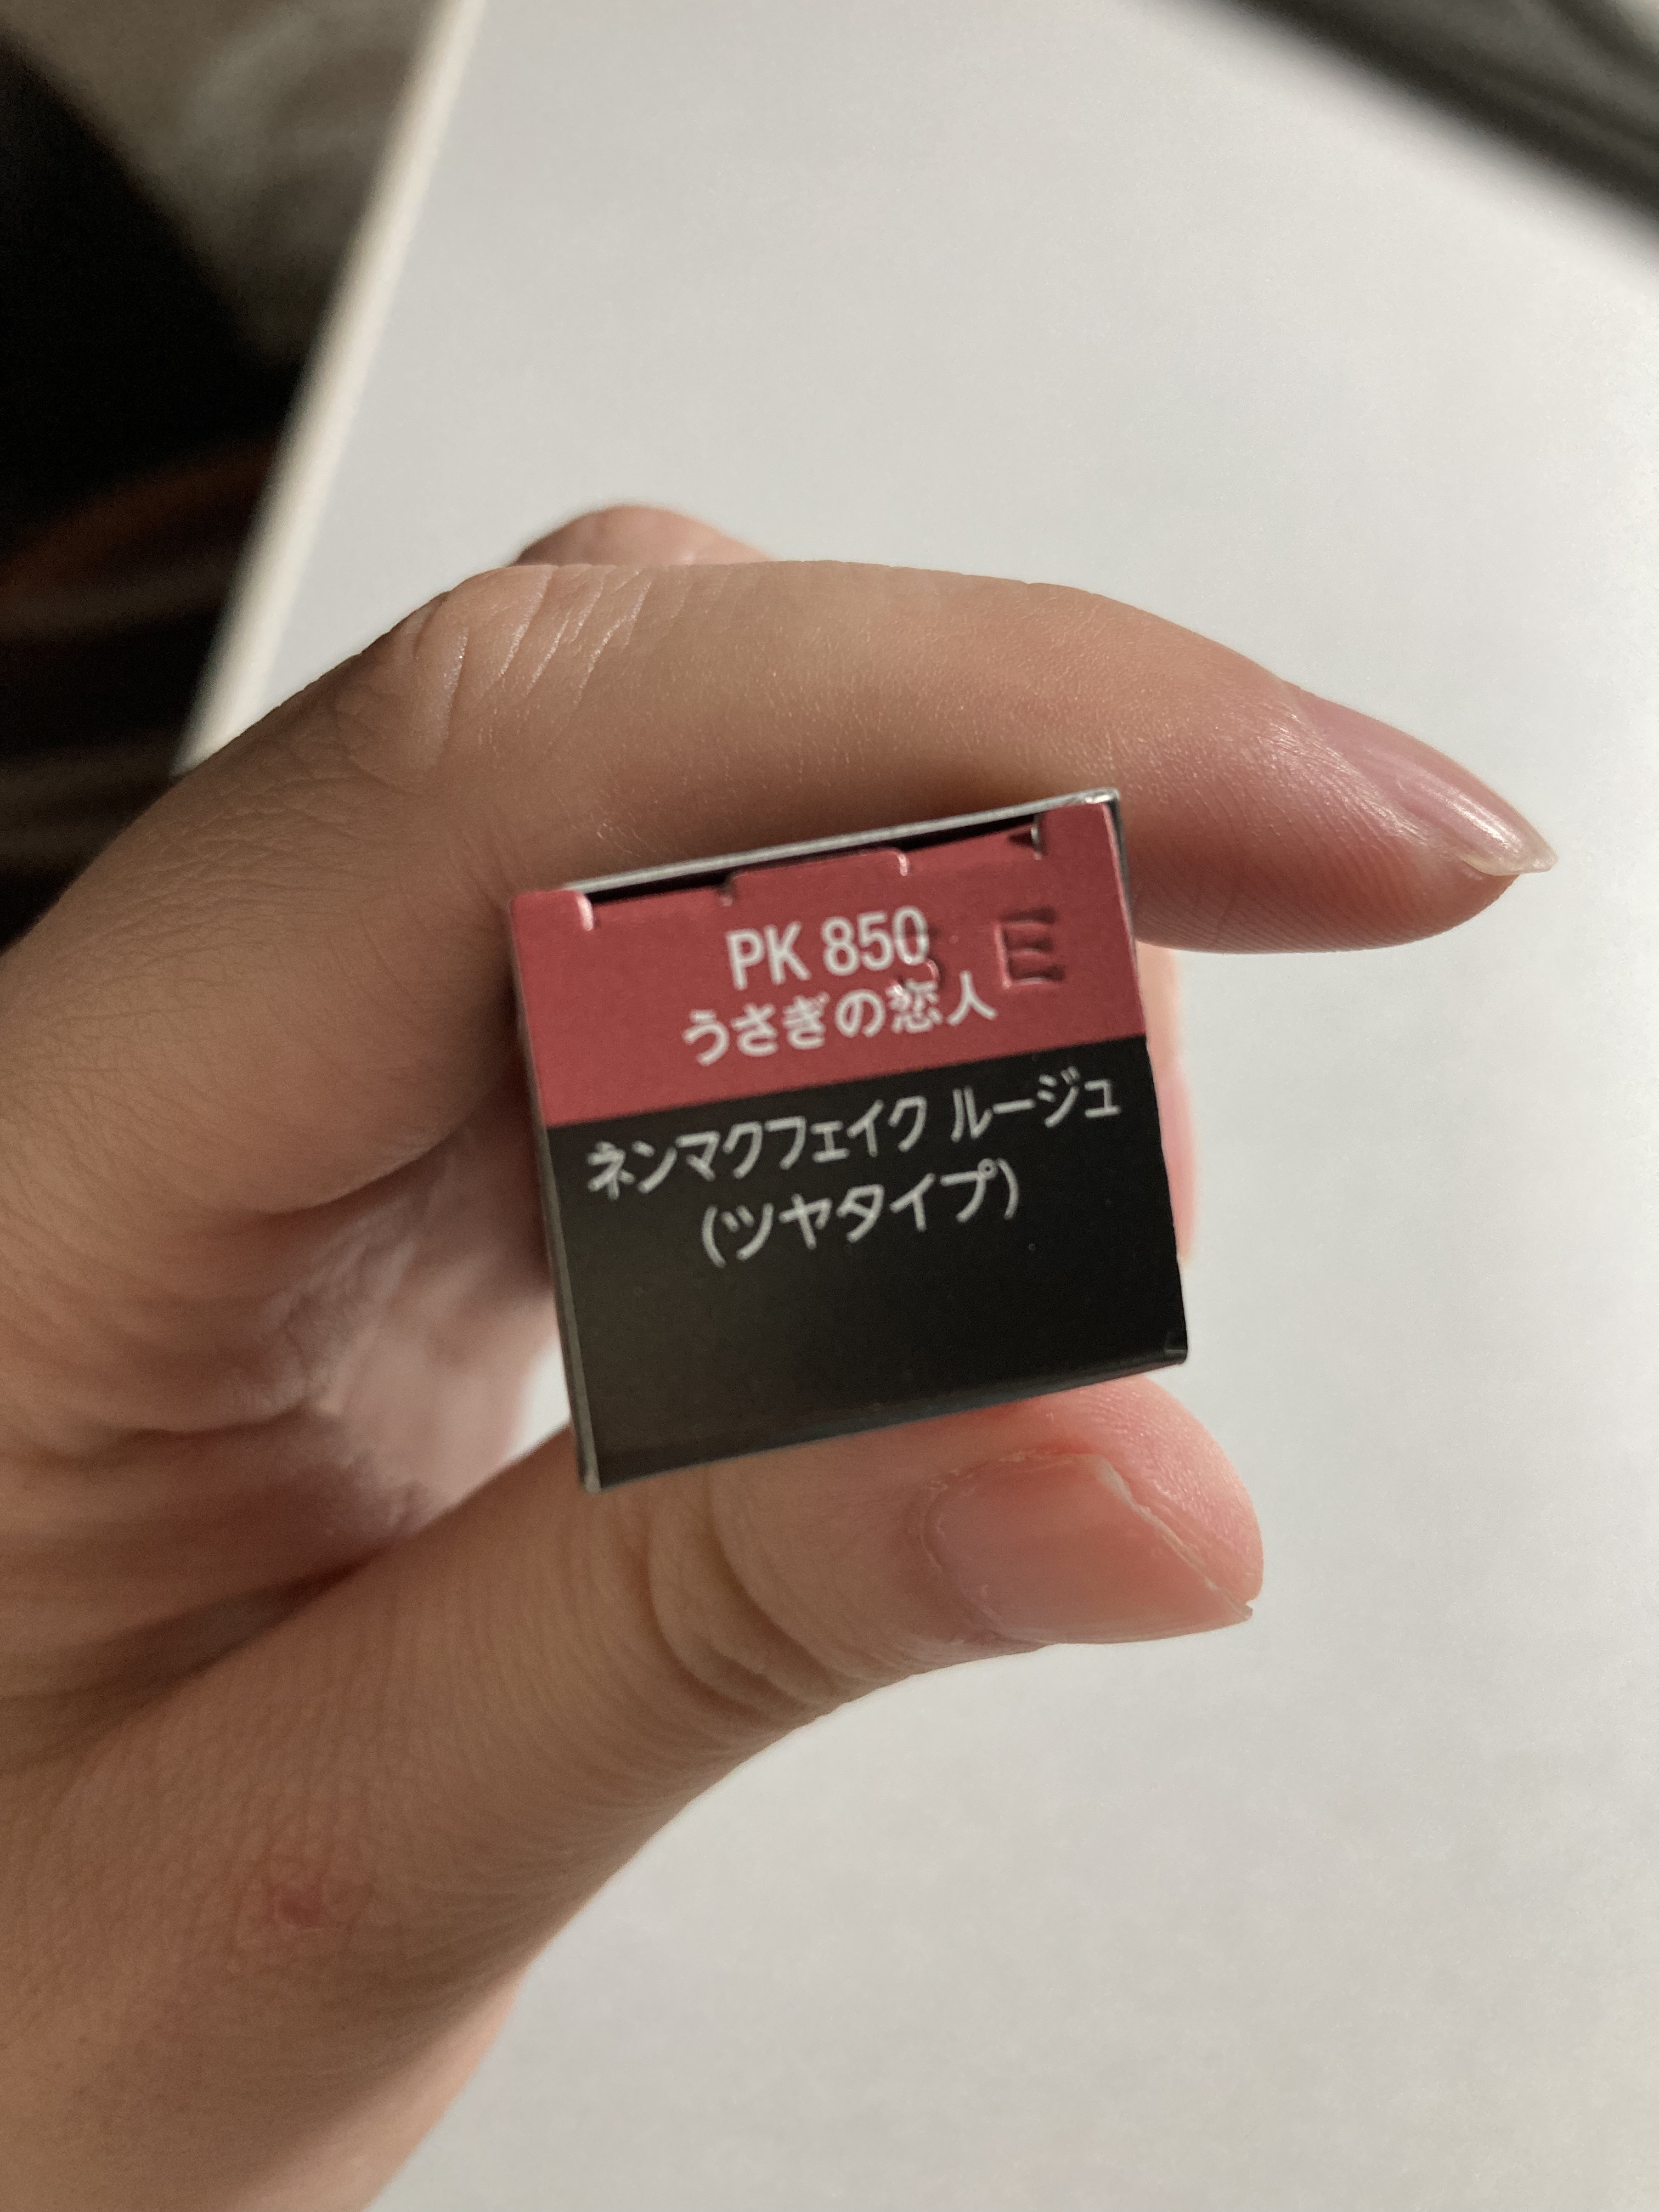 PK 850
うさぎの恋人
ネンマクフェイク ルージュ
(ツヤタイプ)